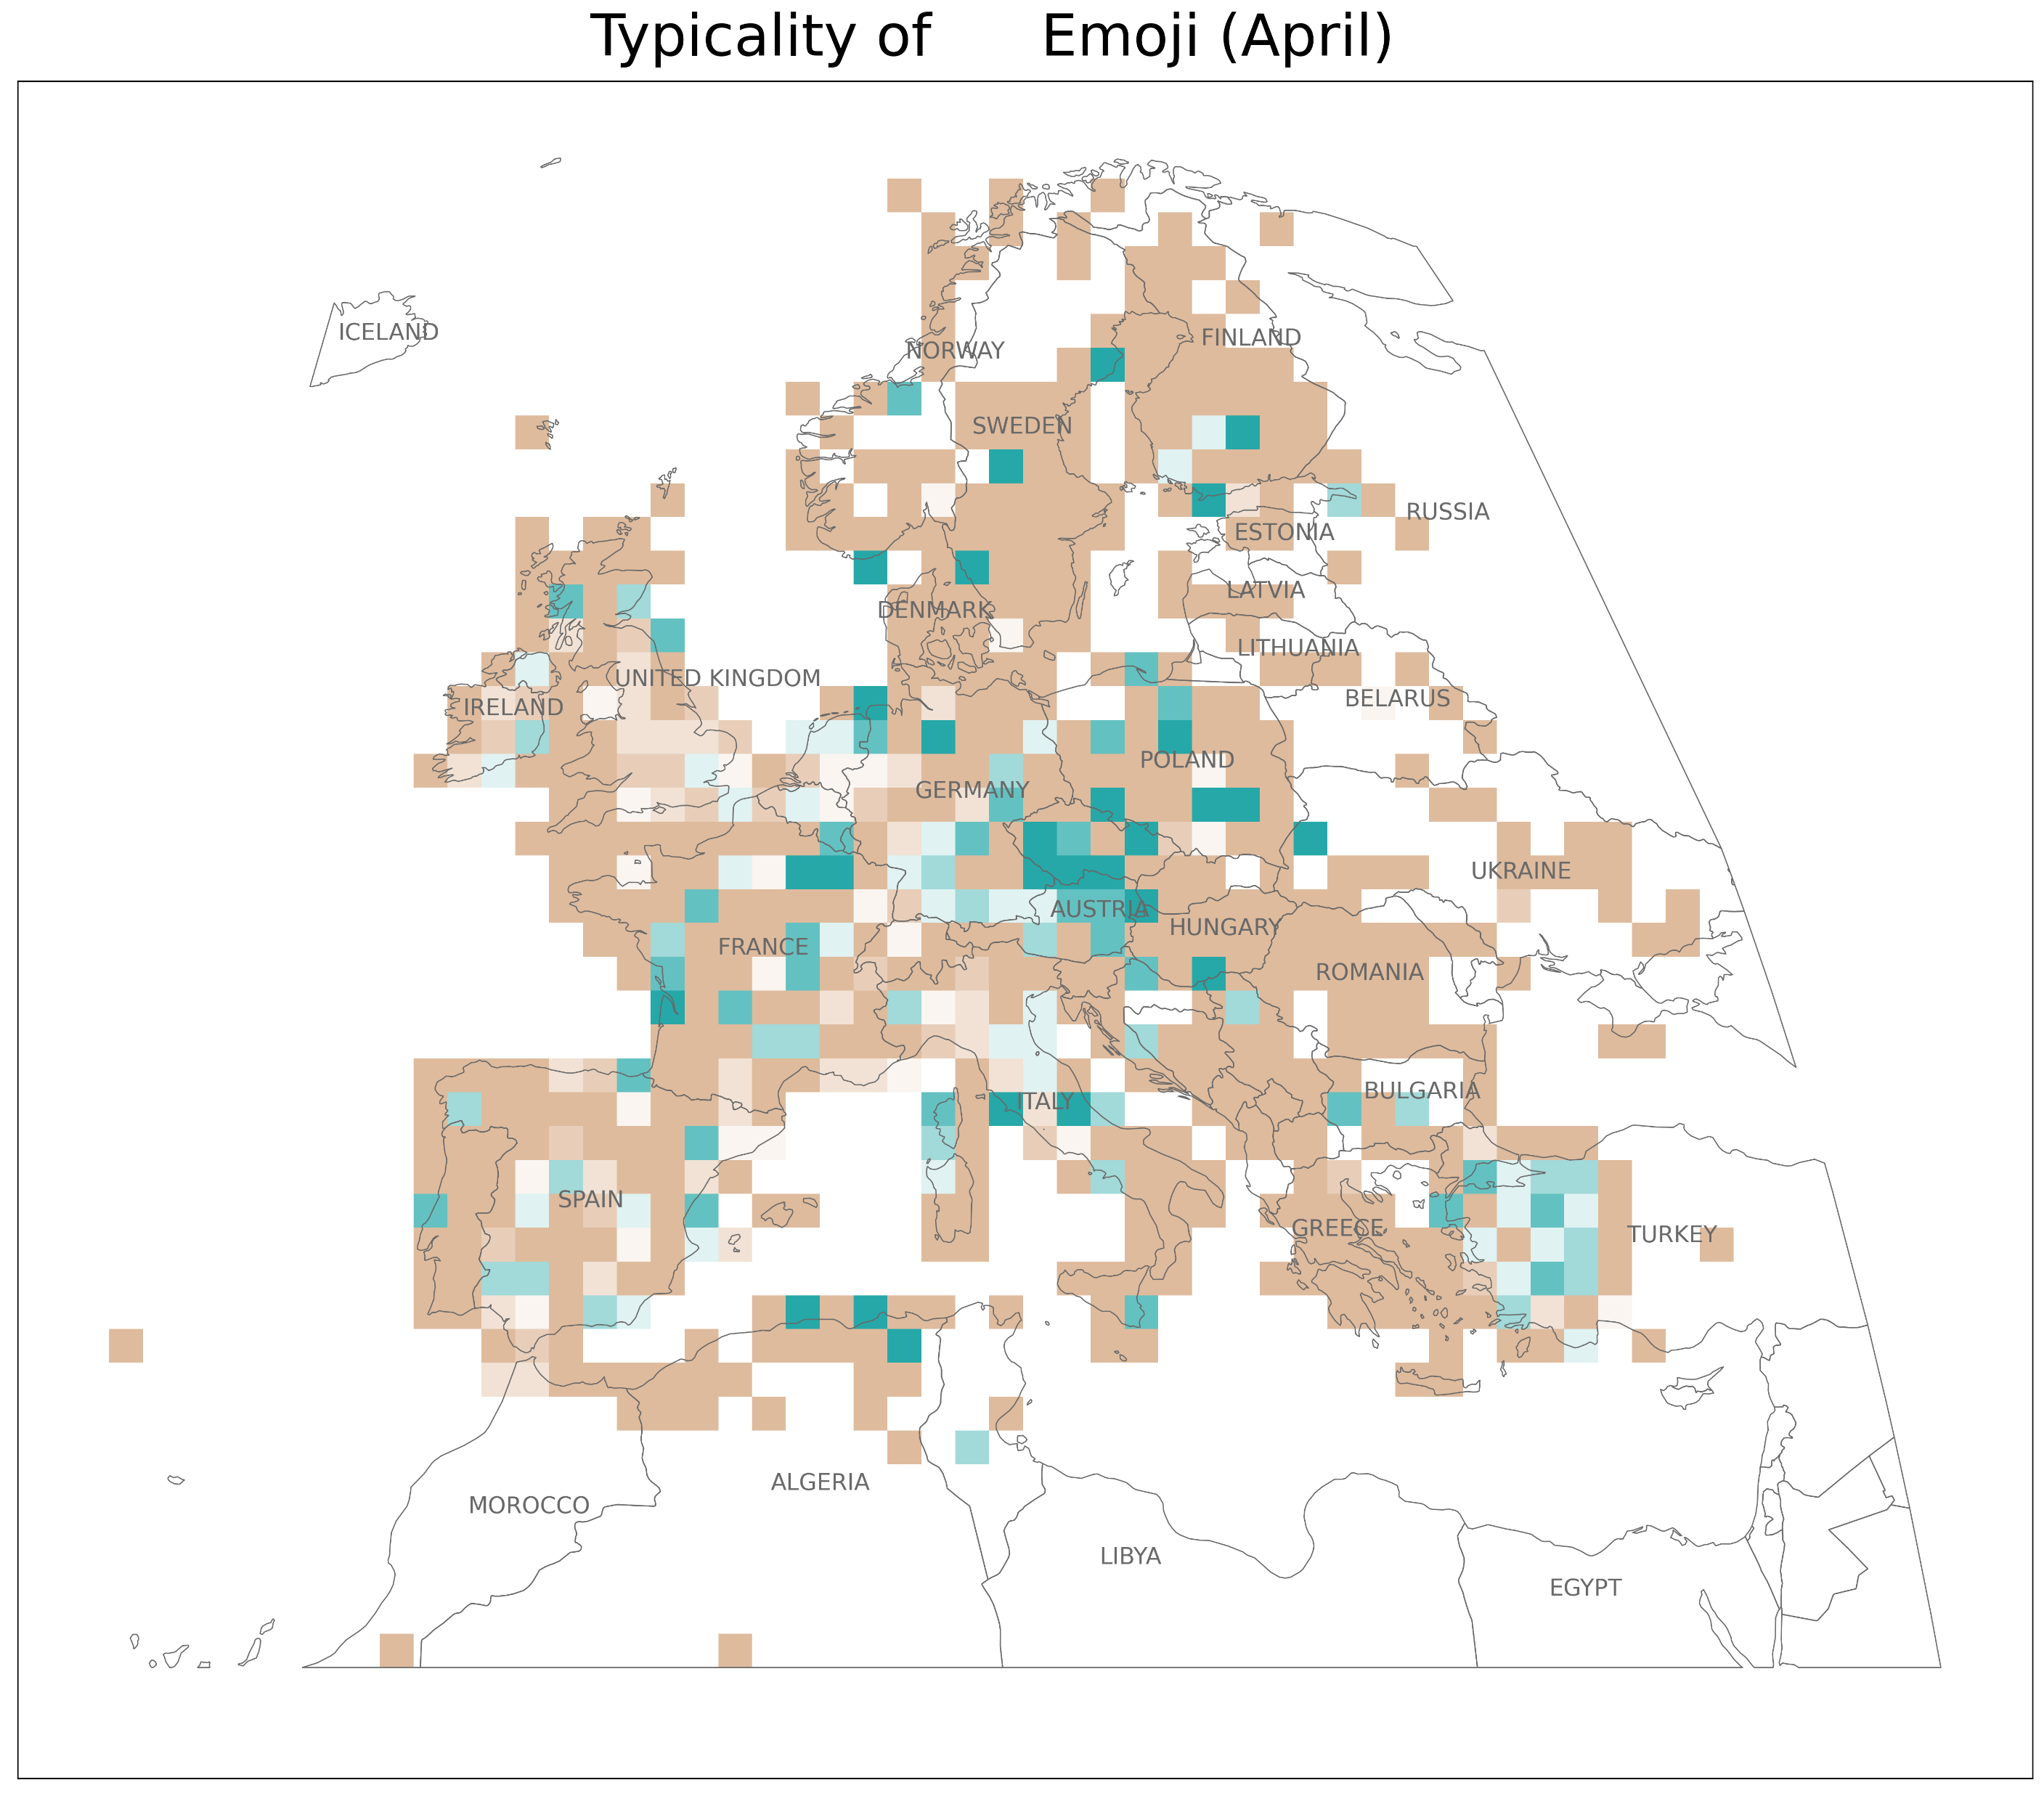 Typicality of Emoji (April)
ICELAND
NORWAY
FINLAND
SWEDEN
RUSSIA
ESTONIA
LATVIA
DENMARK
LITHUANIA
UNITED KINGDOM
BELARUS
IRELAND
POLAND
GERMANY
UKRAINE
AUSTRIA
HUNGARY
FRANCE
ROMANIA
BULGARIA
ITALY
SPAIN
GREECE
TURKEY
ALGERIA
MOROCCO
LIBYA
EGYPT